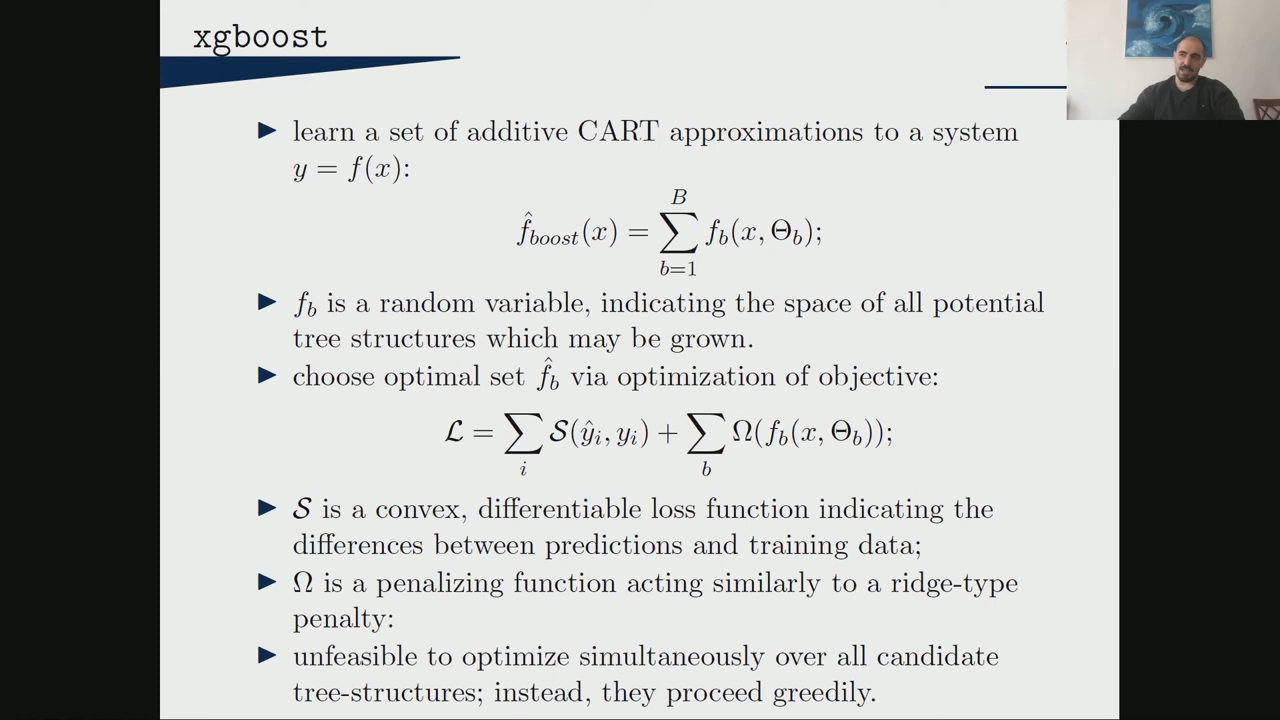 xgboost
learn a set of additive CART approximations to a system
y = f(x):
f̂_boost(x) = ∑_{b=1}^{B} f_b(x, Θ_b);
f_b is a random variable, indicating the space of all potential
tree structures which may be grown.
choose optimal set f̂_b via optimization of objective:
𝓛 = ∑_i 𝓢(ŷ_i, y_i) + ∑_b Ω(f_b(x, Θ_b));
𝓢 is a convex, differentiable loss function indicating the
differences between predictions and training data;
Ω is a penalizing function acting similarly to a ridge-type
penalty:
unfeasible to optimize simultaneously over all candidate
tree-structures; instead, they proceed greedily.